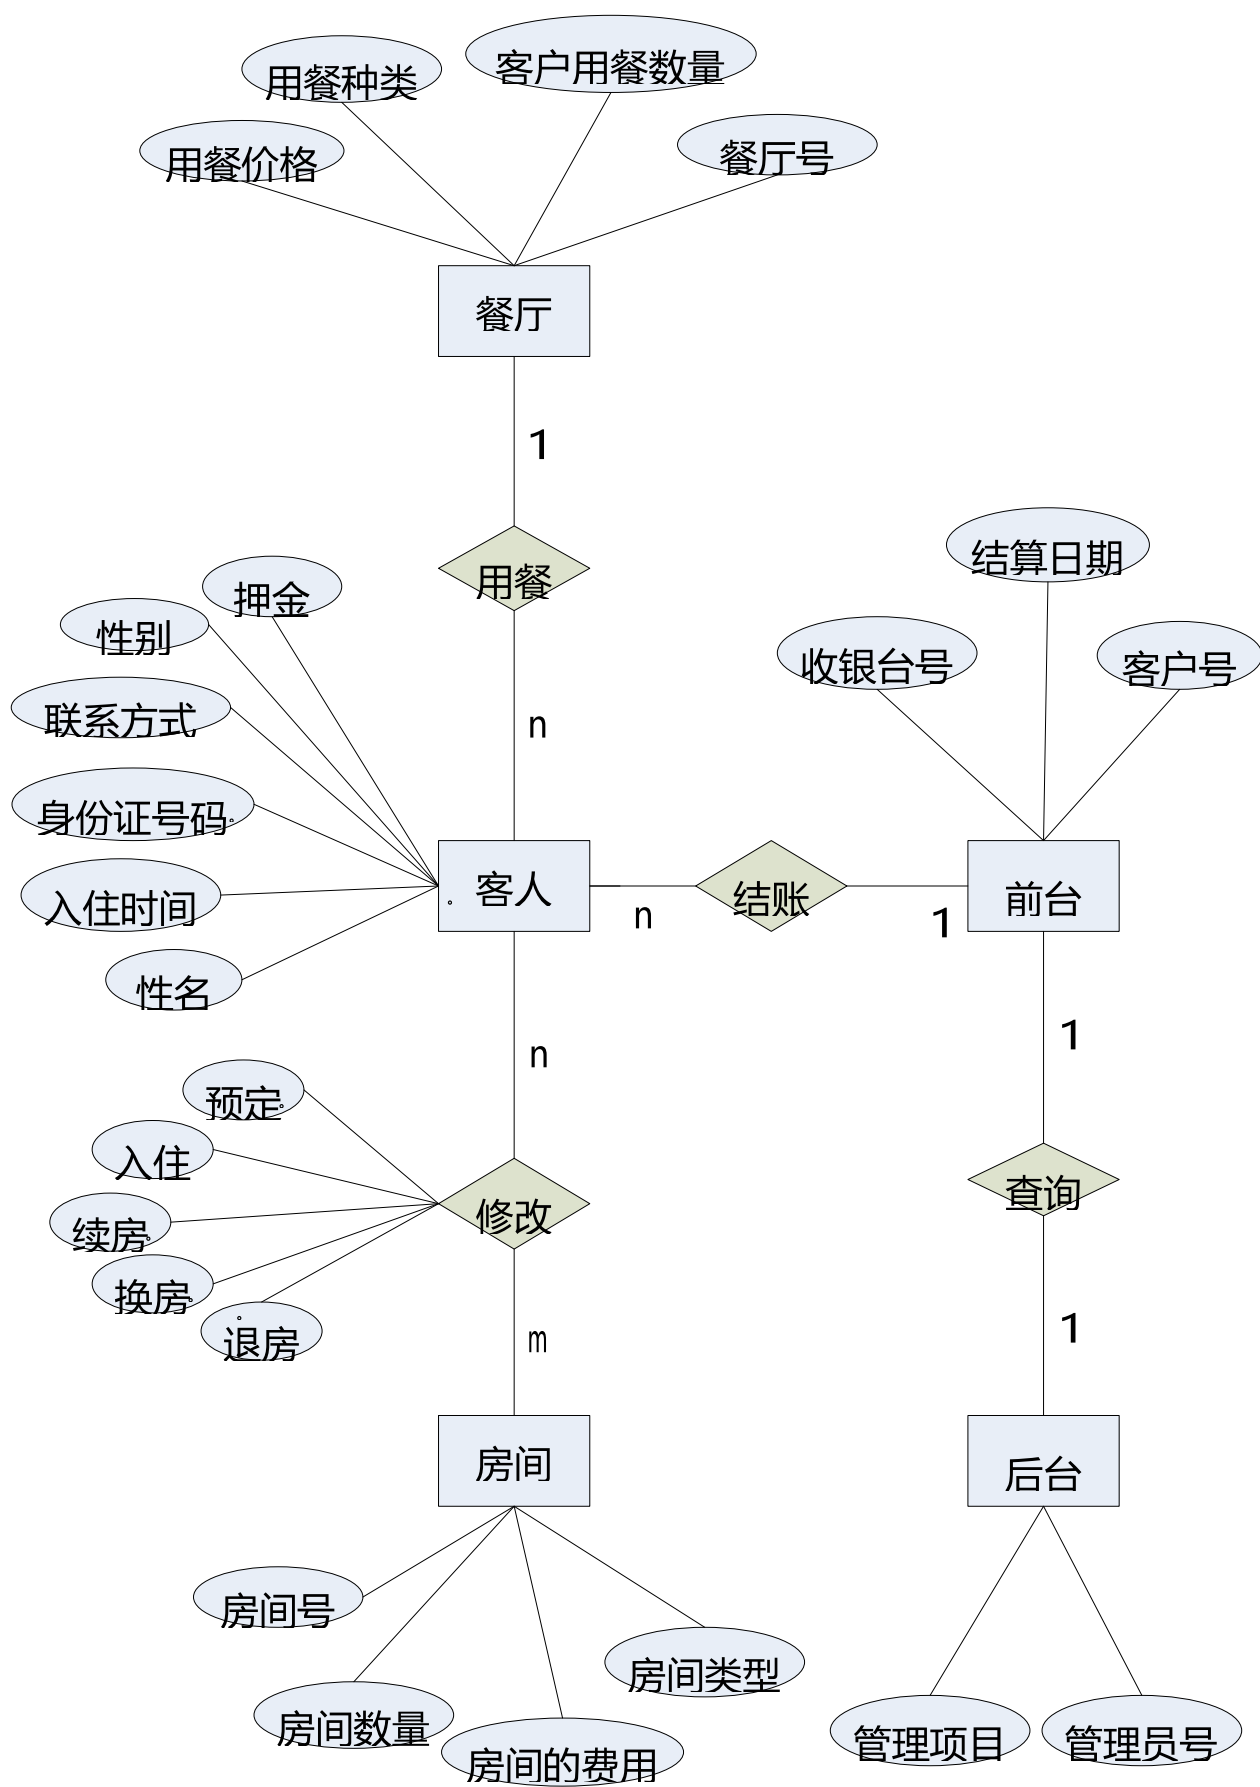 客户用餐数量
用餐种类
餐厅号
用餐价格
餐厅
1
结算日期
用餐
押金
性别
收银台号
客户号
联系方式
n
身份证号码。
。客人
结账
前台
入住时间
n
1
性名
1
n
预定。
入住
查询
修改
续房。
换房。
。
退房
m
1
房间
后台
房间号
房间类型
房间数量
管理项目
管理员号
房间的费用